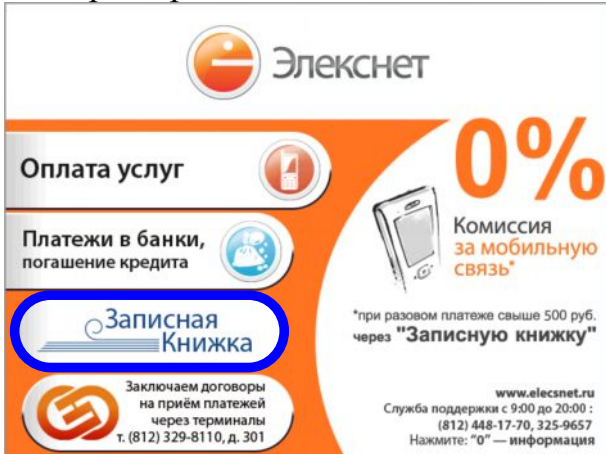 Элекснет
Оплата услуг
Платежи в банки,
погашение кредита
Записная
Книжка
Заключаем договоры
на приём платежей
через терминалы
т. (812) 329-8110, д. 301
0%
Комиссия
за мобильную
связь*
*при разовом платеже свыше 500 руб.
через "Записную книжку"
www.elecsnet.ru
Служба поддержки с 9:00 до 20:00 :
(812) 448-17-70, 325-9657
Нажмите: "0" — информация